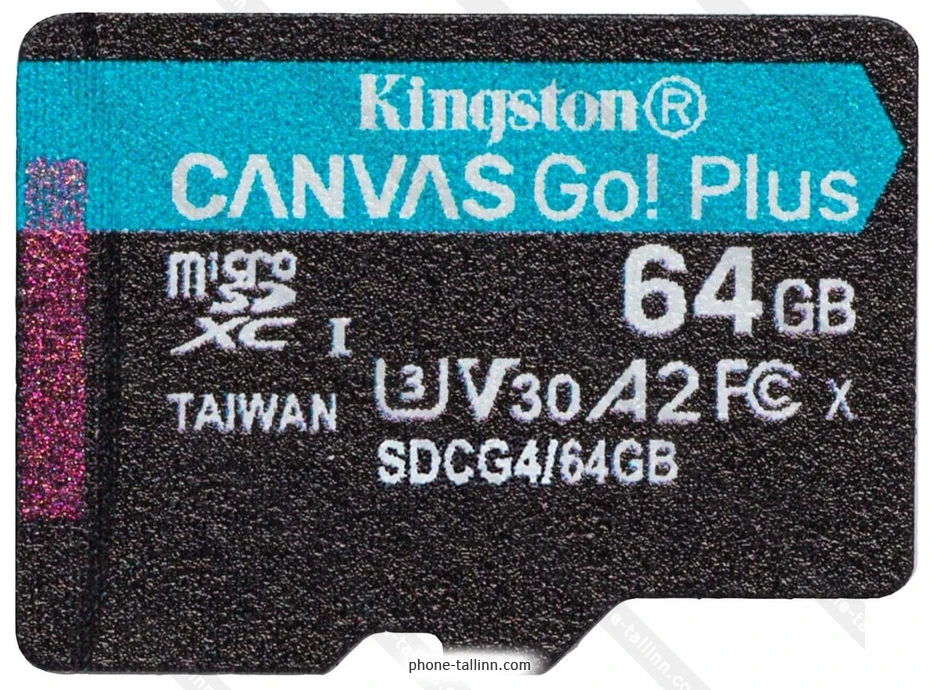 Kingston®
CANVAS Go! Plus
micro
SD
XC I
64GB
TAIWAN
U3 V30 A2 FC X
SDCG4/64GB
phone-tallinn.com